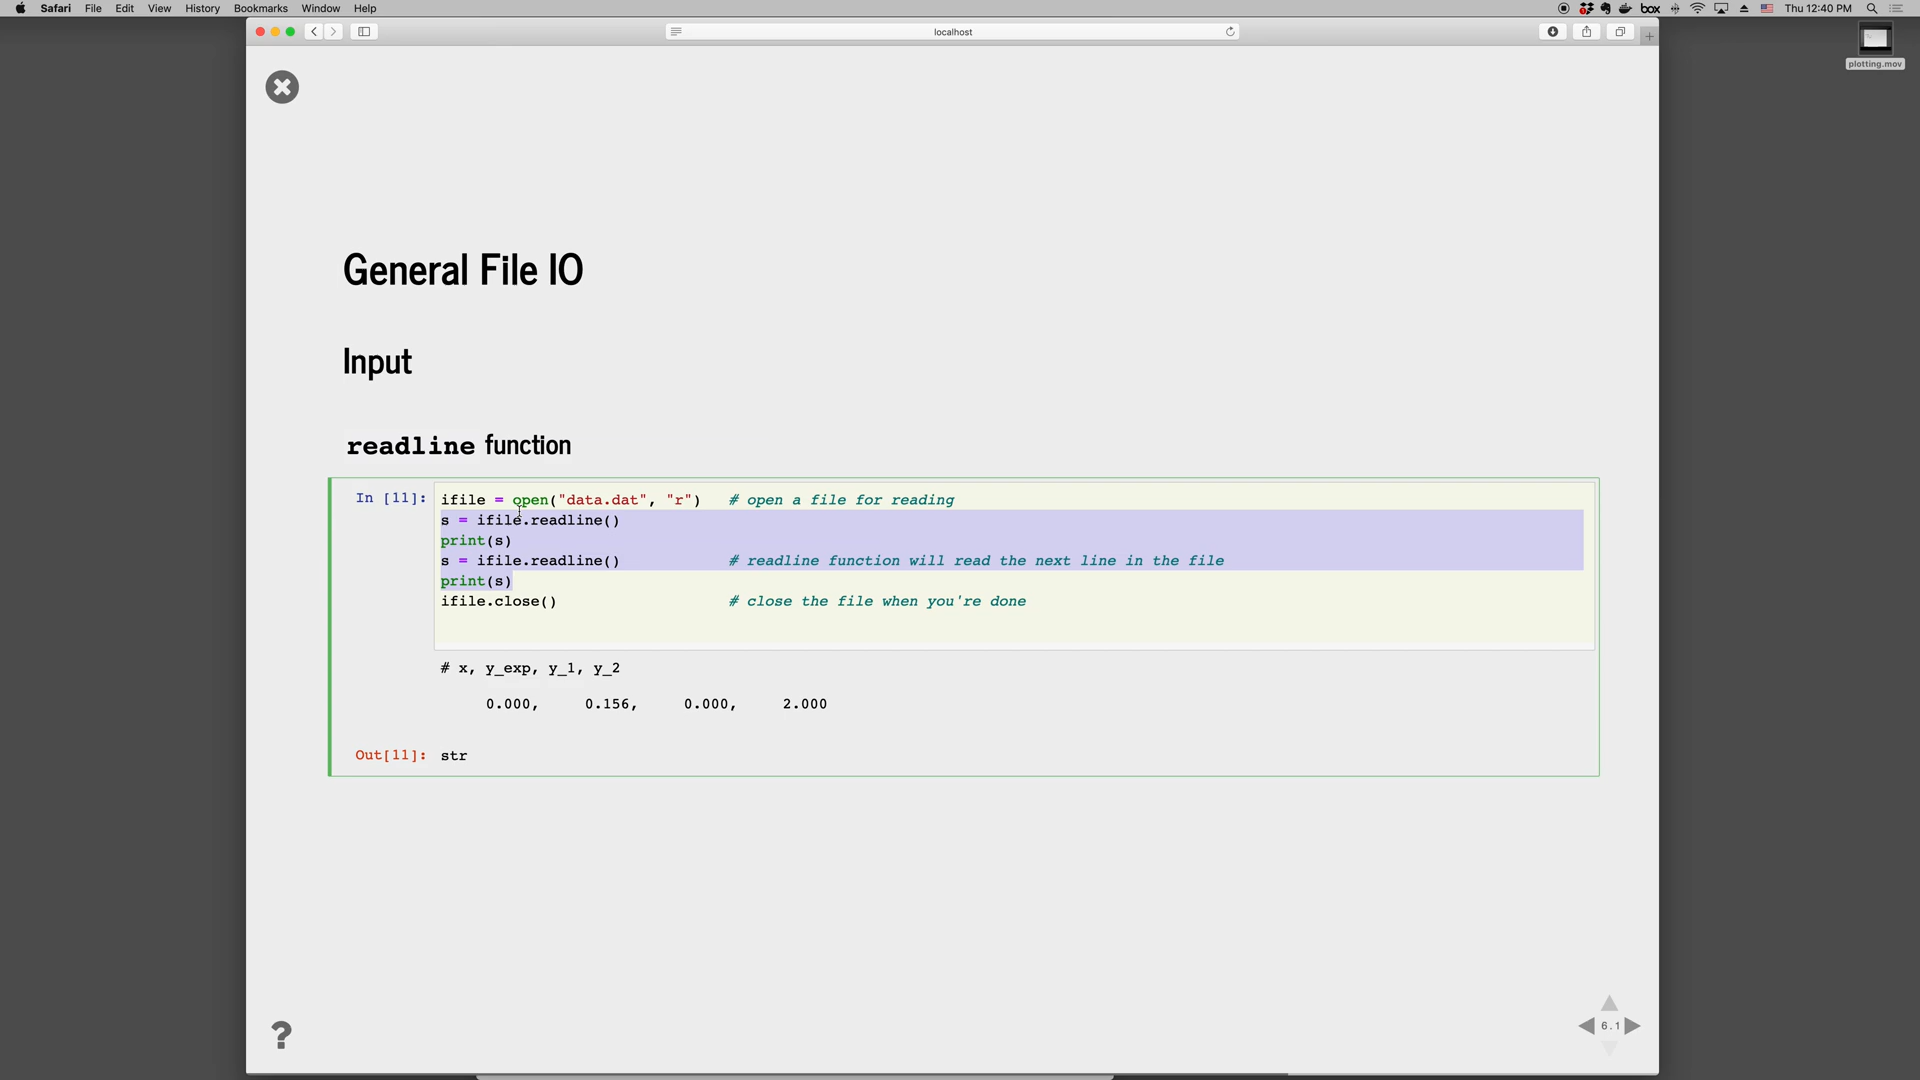 Safari File Edit View History Bookmarks Window Help
box
Thu 12:40 PM
localhost
plotting.mov
General File IO
Input
readline function
In [11]: ifile = open("data.dat", "r") # open a file for reading
s = ifile.readline()
print(s)
s = ifile.readline() # readline function will read the next line in the file
print(s)
ifile.close() # close the file when you're done
# x, y_exp, y_1, y_2
0.000, 0.156, 0.000, 2.000
Out[11]: str
?
6.1